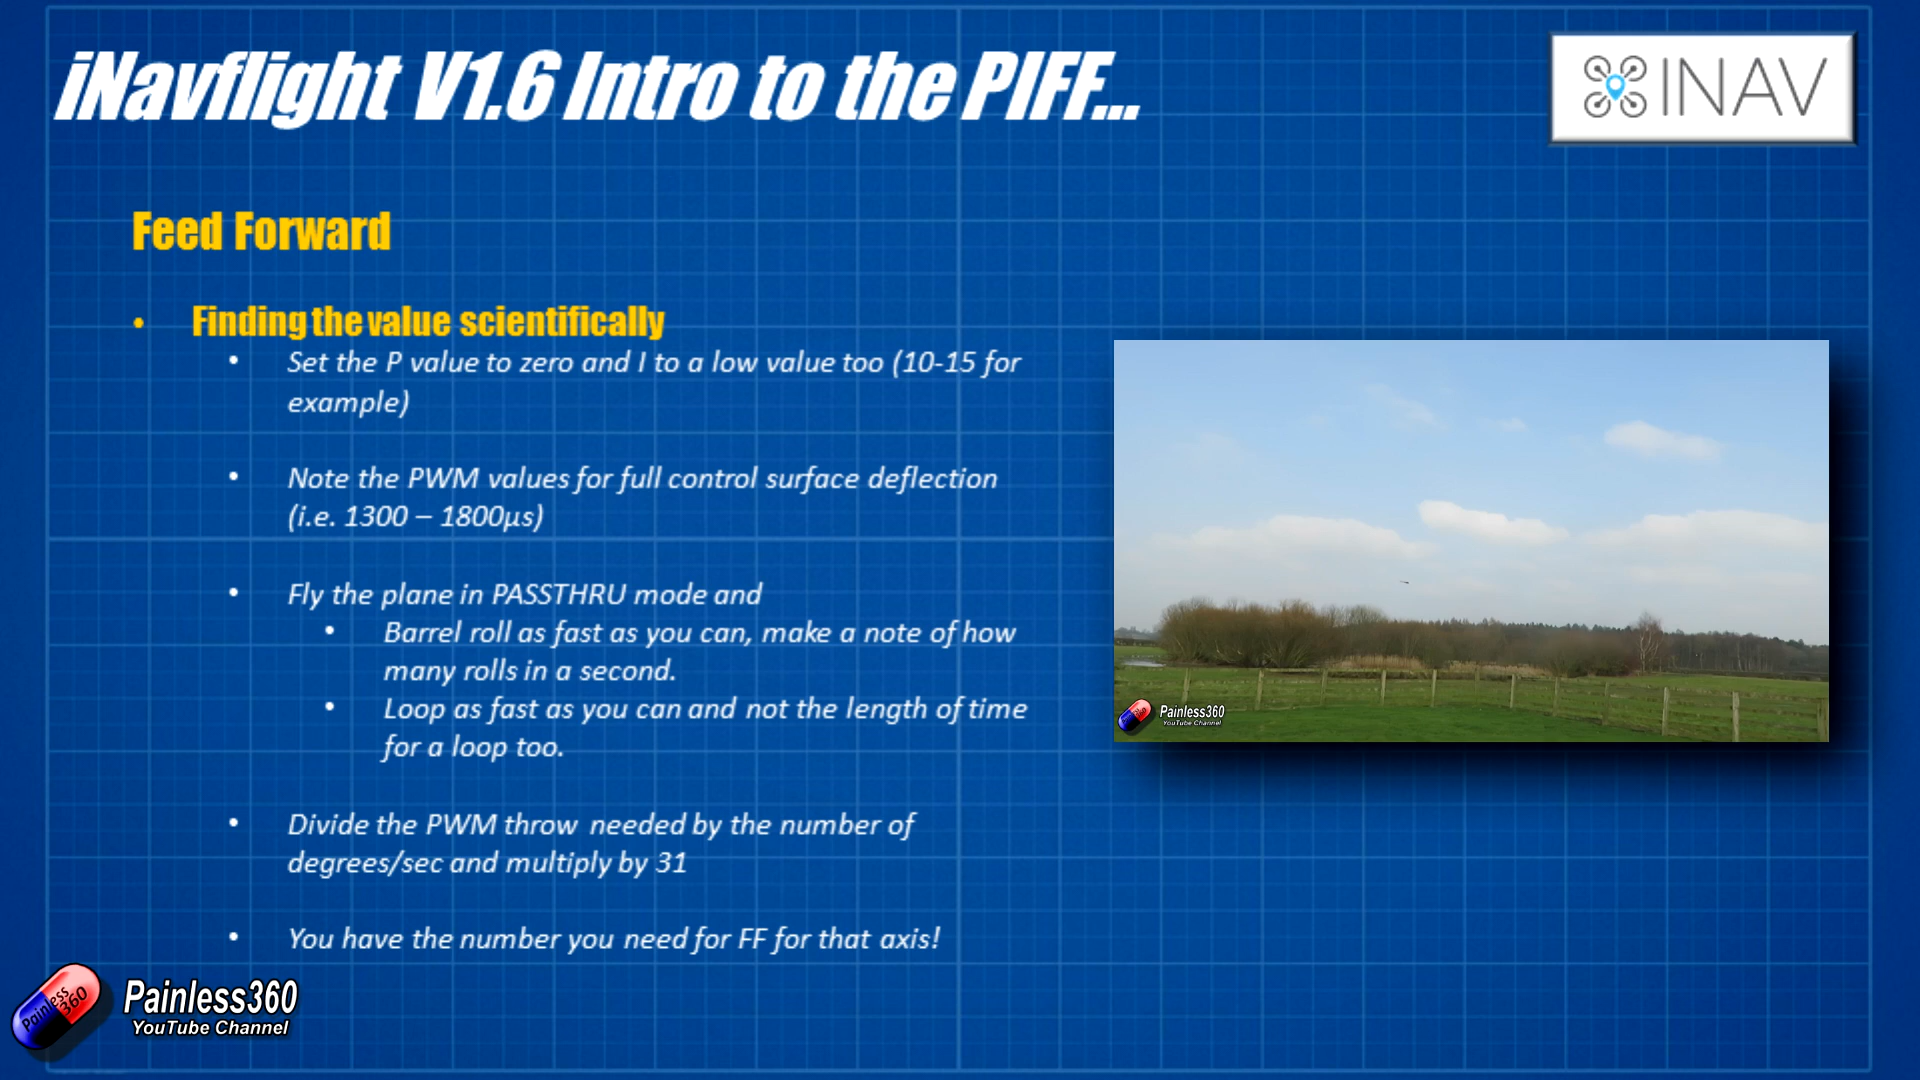 iNavflight V1.6 Intro to the PIFF...
INAV
Feed Forward
• Finding the value scientifically
• Set the P value to zero and I to a low value too (10-15 for
example)
• Note the PWM values for full control surface deflection
(i.e. 1300 – 1800µs)
• Fly the plane in PASSTHRU mode and
• Barrel roll as fast as you can, make a note of how
many rolls in a second.
• Loop as fast as you can and not the length of time
for a loop too.
• Divide the PWM throw needed by the number of
degrees/sec and multiply by 31
• You have the number you need for FF for that axis!
Painless360
YouTube Channel
Painless
360
Painless360
YouTube Channel